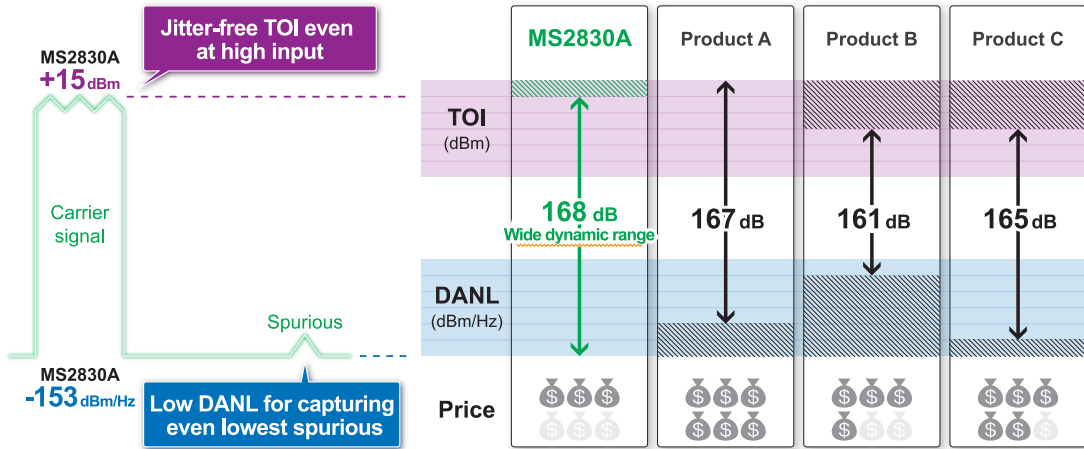 Jitter-free TOI even
at high input
MS2830A
+15 dBm
Carrier
signal
Spurious
MS2830A
-153 dBm/Hz
Low DANL for capturing
even lowest spurious
MS2830A
Product A
Product B
Product C
TOI
(dBm)
168 dB
Wide dynamic range
167 dB
161 dB
165 dB
DANL
(dBm/Hz)
Price
$ $ $ $ $ $ $ $ $ $ $ $
$ $ $ $ $ $ $ $ $ $ $ $